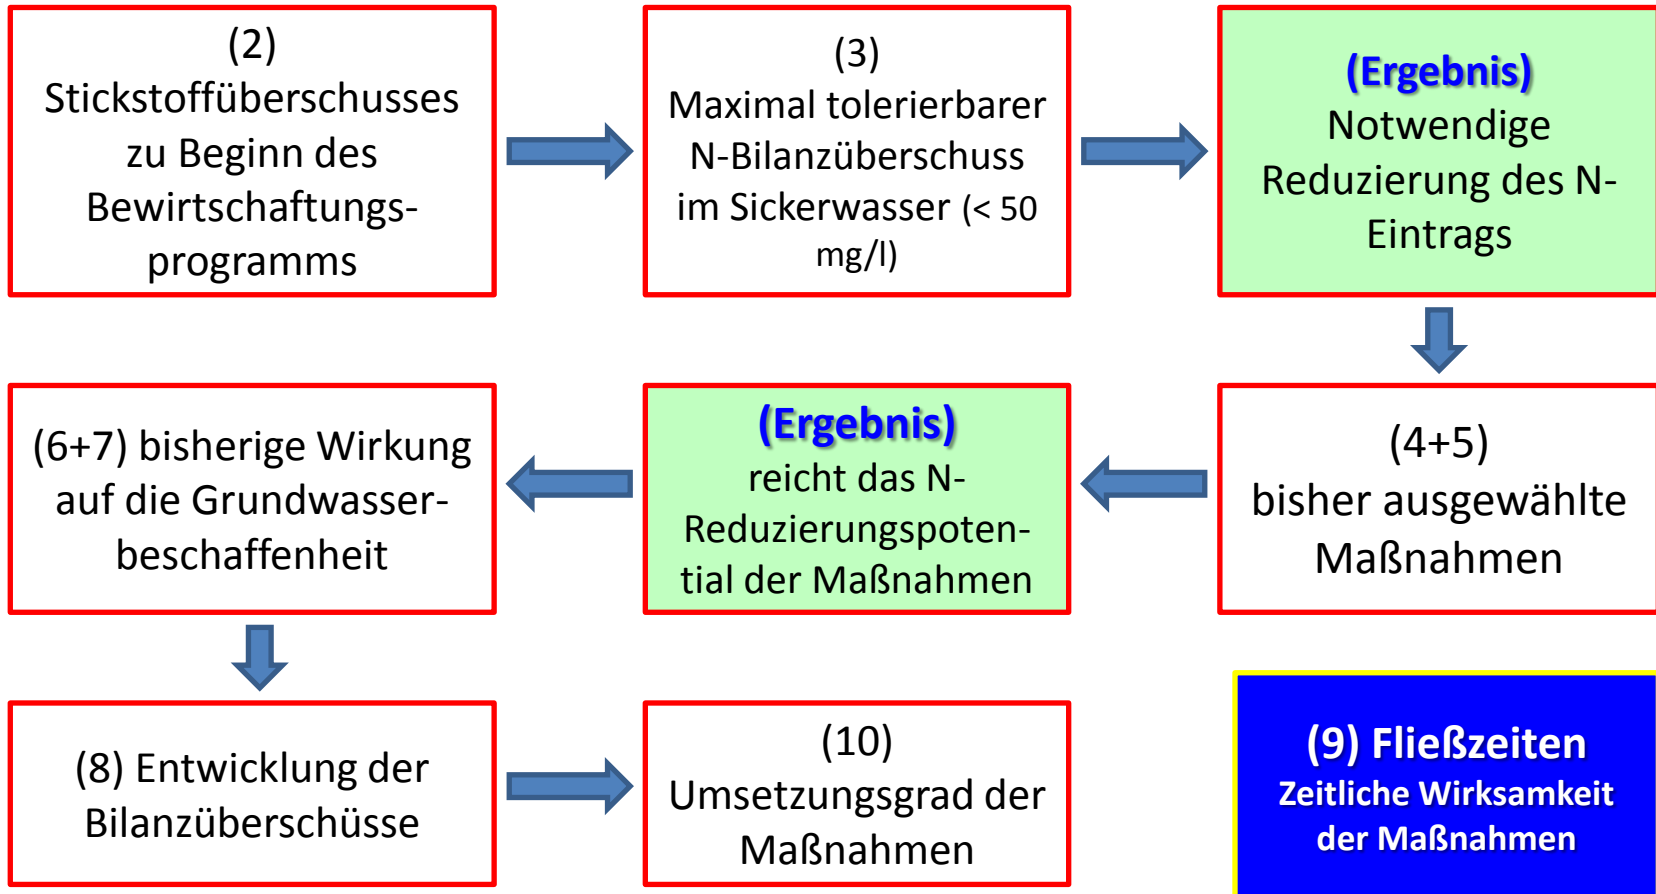 (2)
Stickstoffüberschusses
zu Beginn des
Bewirtschaftungs-
programms
(3)
Maximal tolerierbarer
N-Bilanzüberschuss
im Sickerwasser (< 50
mg/l)
(Ergebnis)
Notwendige
Reduzierung des N-
Eintrags
(4+5)
bisher ausgewählte
Maßnahmen
(Ergebnis)
reicht das N-
Reduzierungspoten-
tial der Maßnahmen
(6+7) bisherige Wirkung
auf die Grundwasser-
beschaffenheit
(8) Entwicklung der
Bilanzüberschüsse
(10)
Umsetzungsgrad der
Maßnahmen
(9) Fließzeiten
Zeitliche Wirksamkeit
der Maßnahmen